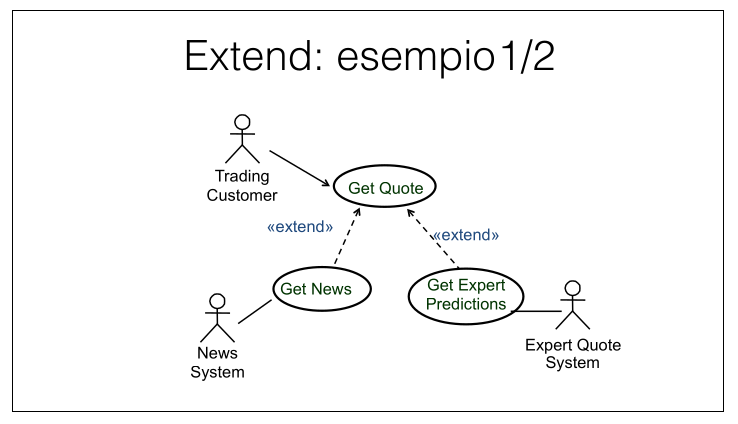 Extend: esempio1/2
Trading
Customer
Get Quote
«extend»
«extend»
Get News
Get Expert
Predictions
News
System
Expert Quote
System